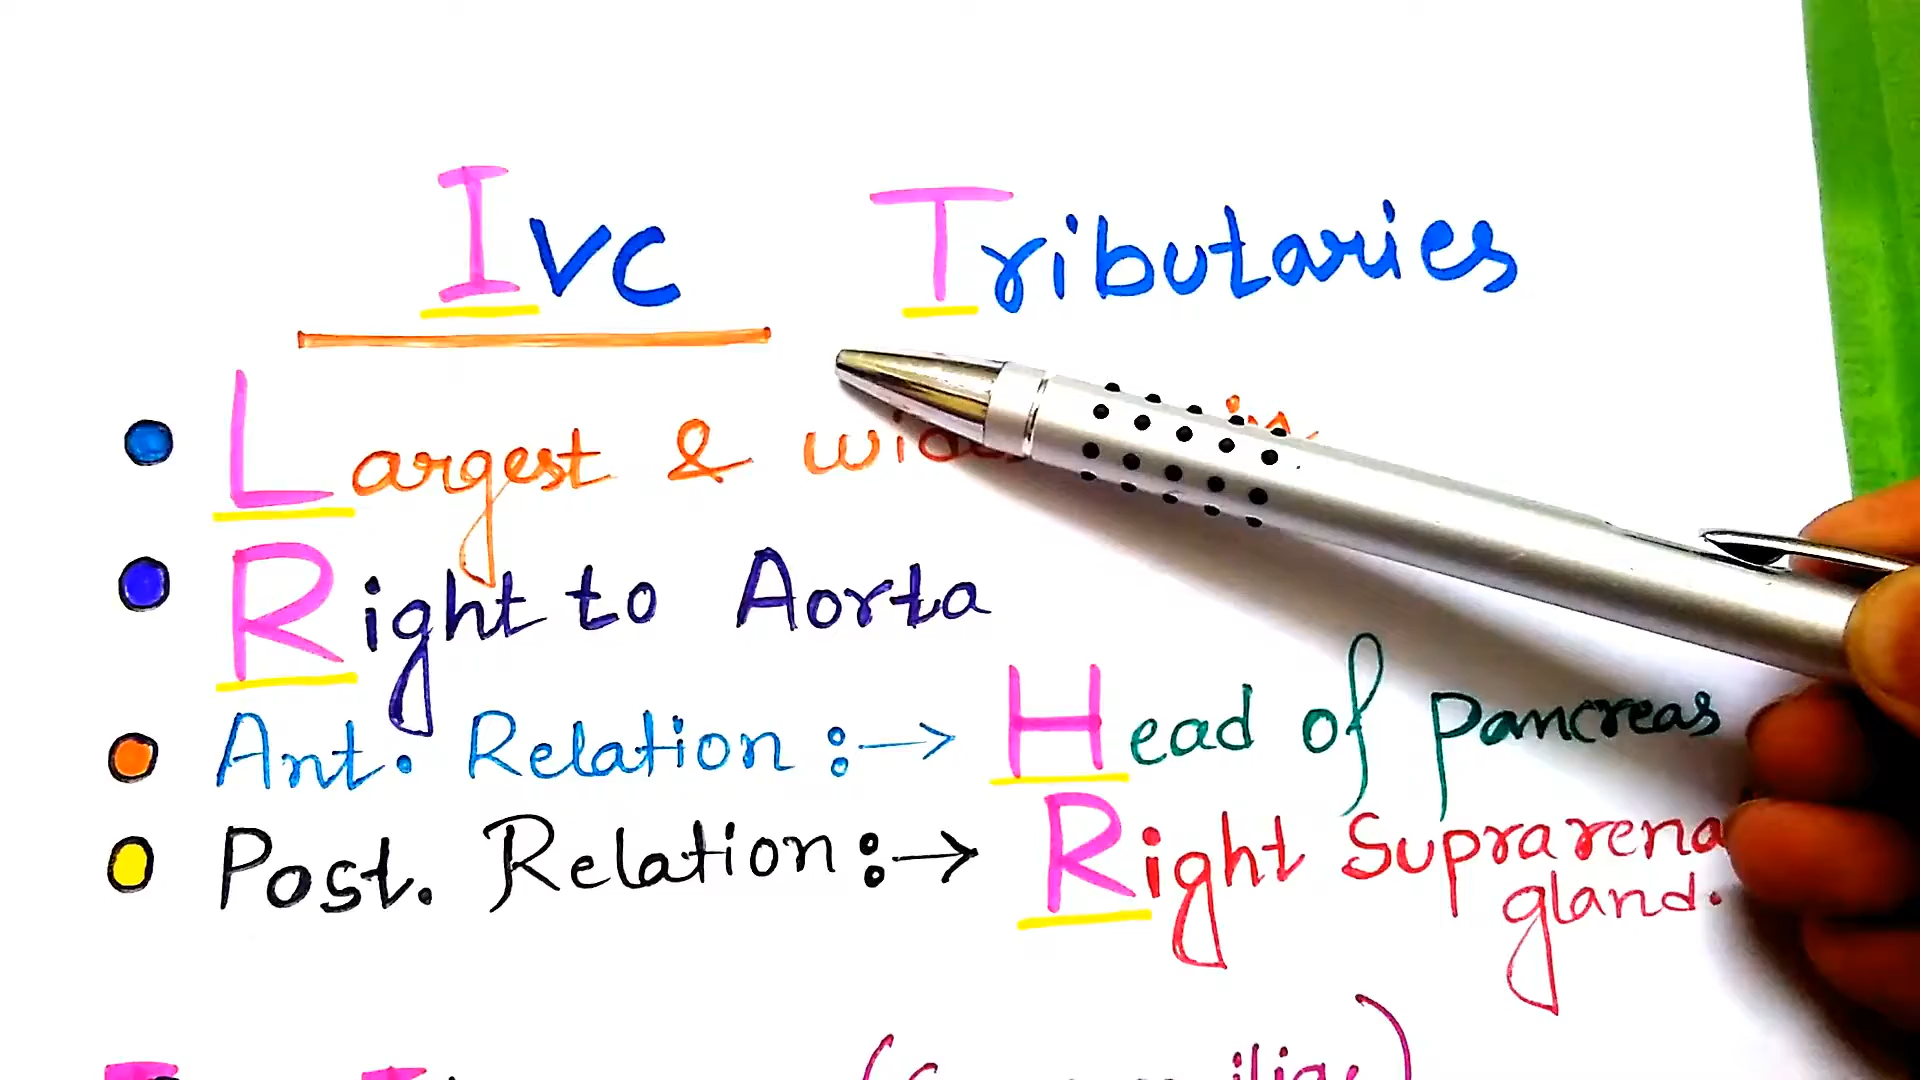 Ivc Tributaries
Largest &
Right to Aorta
Ant. Relation :→ Head of pancreas
Post. Relation :→ Right Suprarena
gland.